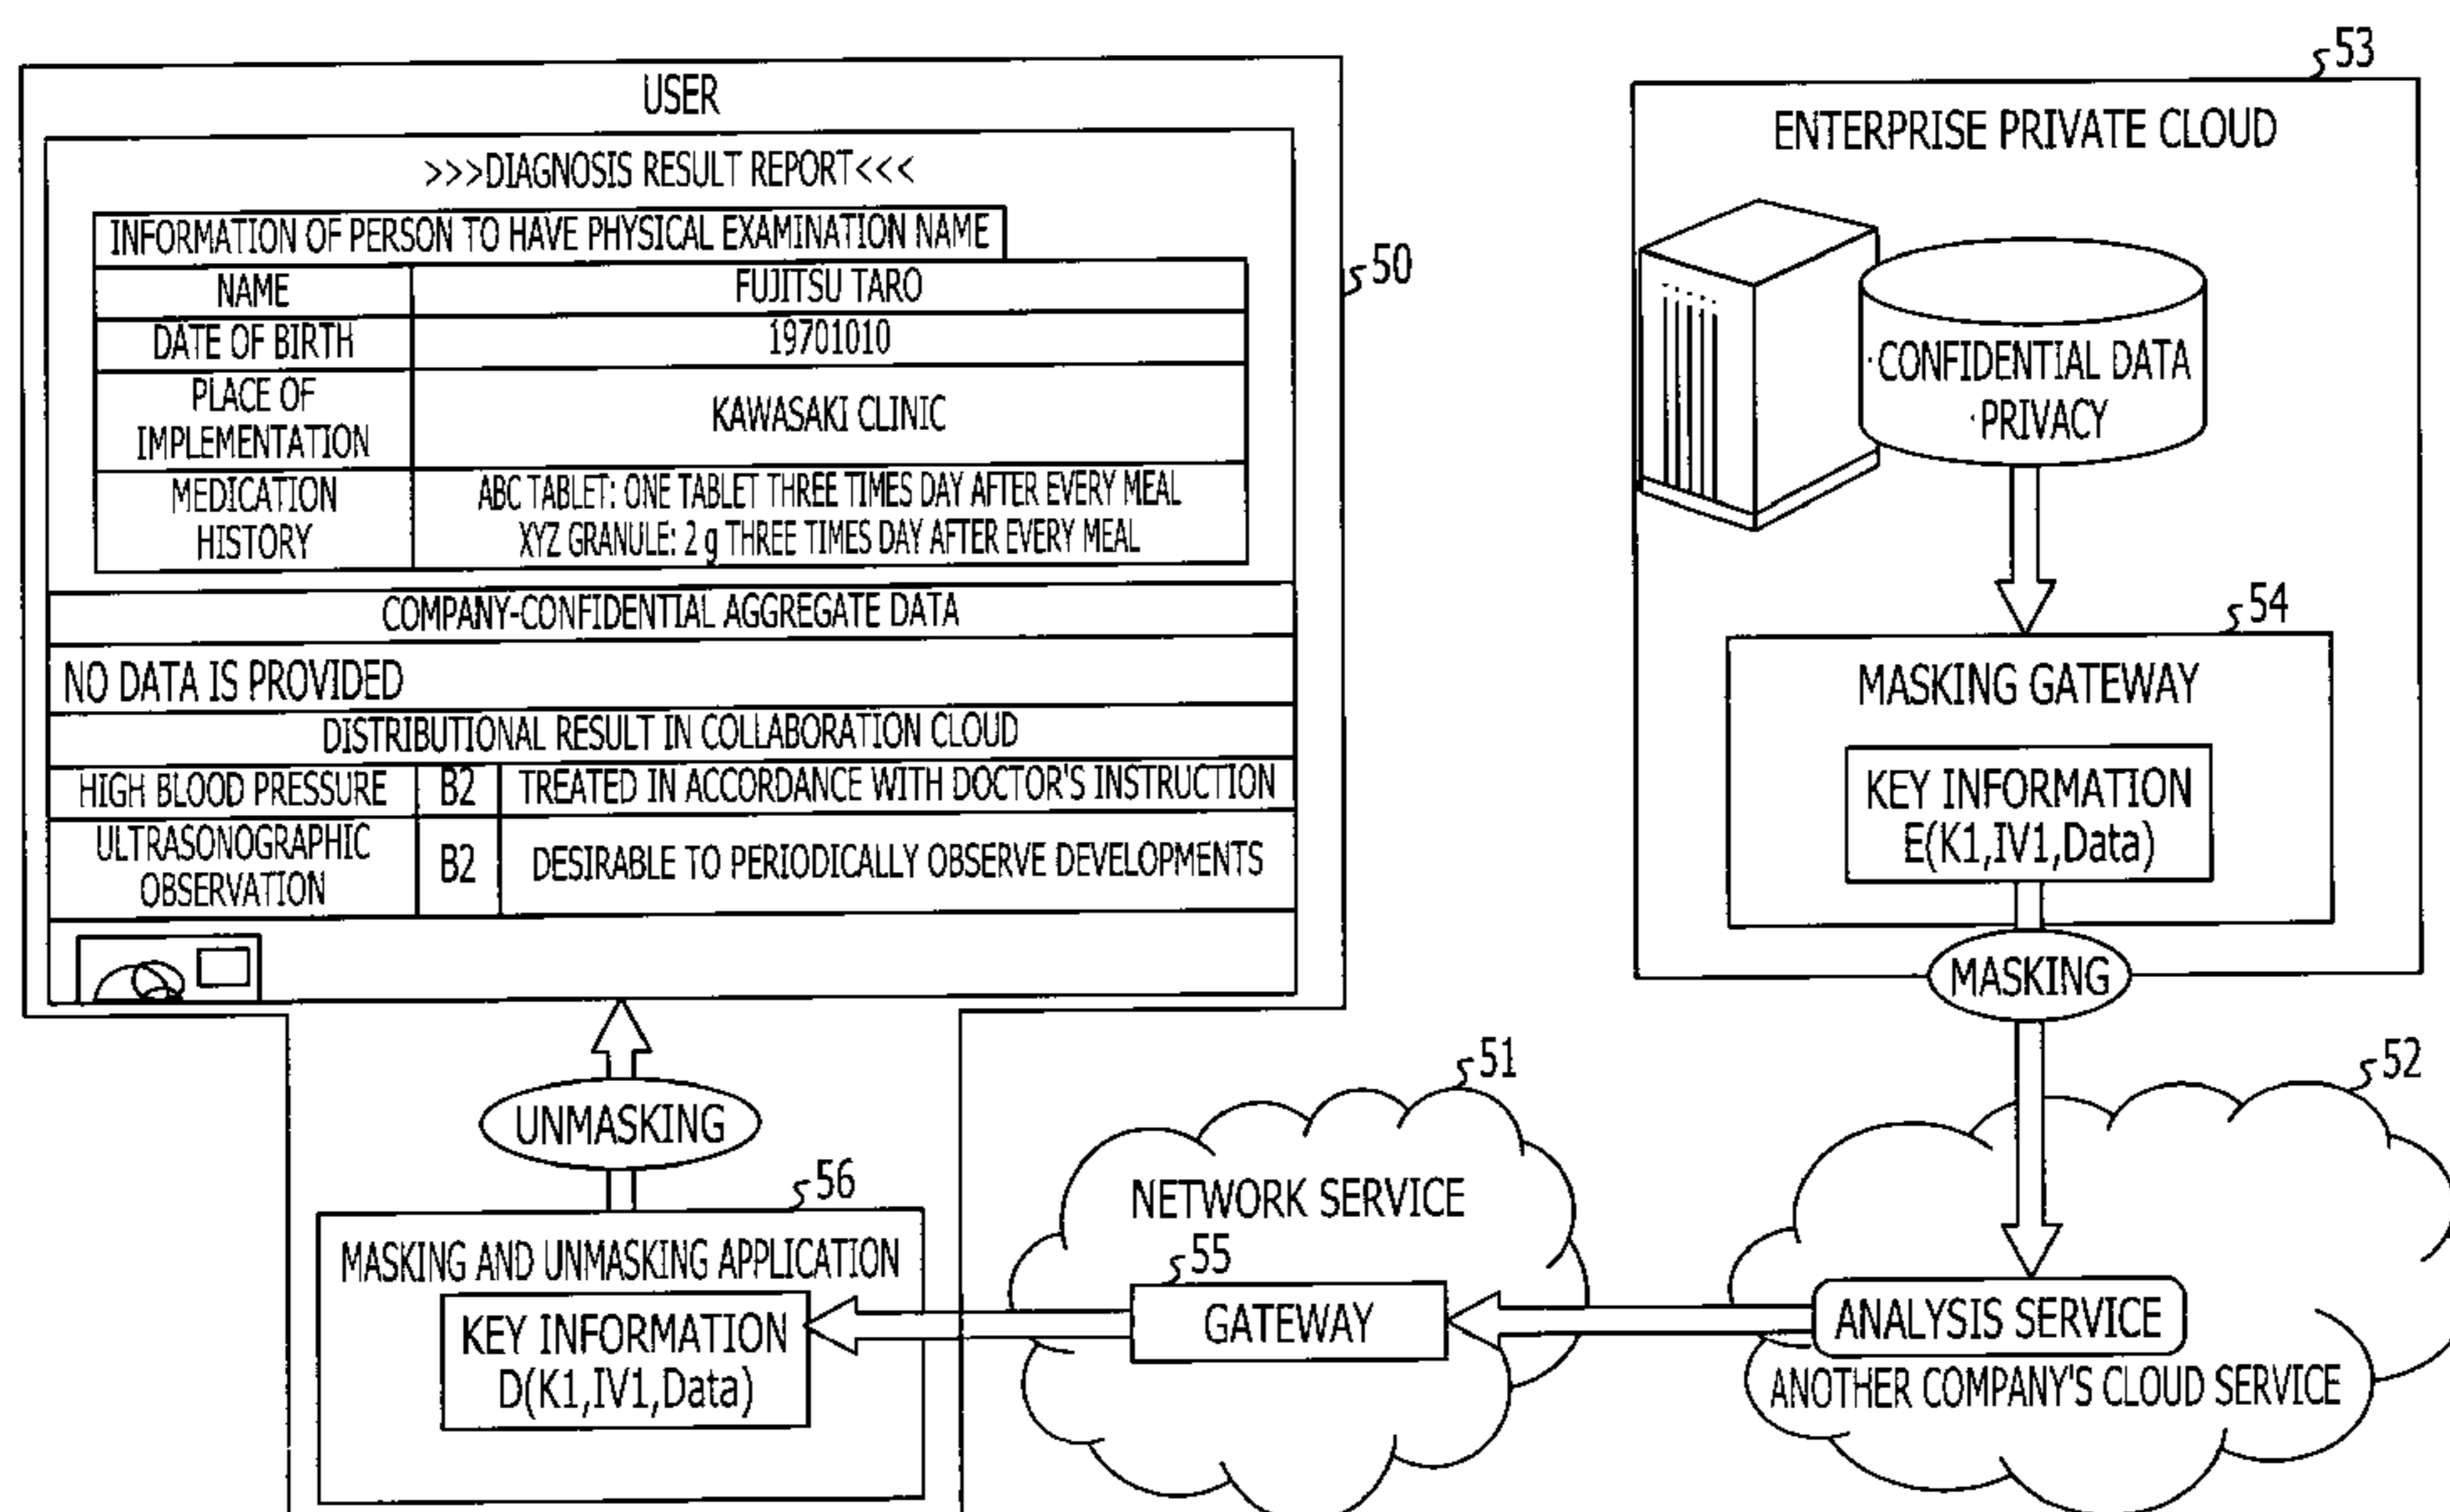 USER
>>>DIAGNOSIS RESULT REPORT<<<
INFORMATION OF PERSON TO HAVE PHYSICAL EXAMINATION NAME
NAME
FUJITSU TARO
DATE OF BIRTH
19701010
PLACE OF
IMPLEMENTATION
KAWASAKI CLINIC
MEDICATION
HISTORY
ABC TABLET: ONE TABLET THREE TIMES DAY AFTER EVERY MEAL
XYZ GRANULE: 2 g THREE TIMES DAY AFTER EVERY MEAL
COMPANY-CONFIDENTIAL AGGREGATE DATA
NO DATA IS PROVIDED
DISTRIBUTIONAL RESULT IN COLLABORATION CLOUD
HIGH BLOOD PRESSURE
B2
TREATED IN ACCORDANCE WITH DOCTOR'S INSTRUCTION
ULTRASONOGRAPHIC
OBSERVATION
B2
DESIRABLE TO PERIODICALLY OBSERVE DEVELOPMENTS
50
53
ENTERPRISE PRIVATE CLOUD
·CONFIDENTIAL DATA
·PRIVACY
54
MASKING GATEWAY
KEY INFORMATION
E(K1,IV1,Data)
MASKING
UNMASKING
56
MASKING AND UNMASKING APPLICATION
KEY INFORMATION
D(K1,IV1,Data)
51
NETWORK SERVICE
55
GATEWAY
52
ANALYSIS SERVICE
ANOTHER COMPANY'S CLOUD SERVICE